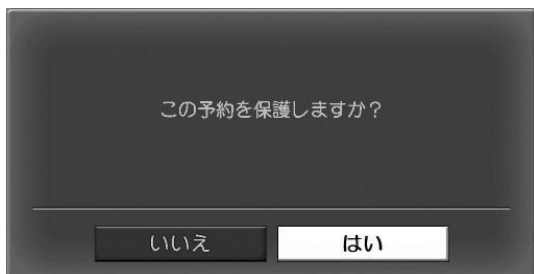 この予約を保護しますか？
いいえ
はい